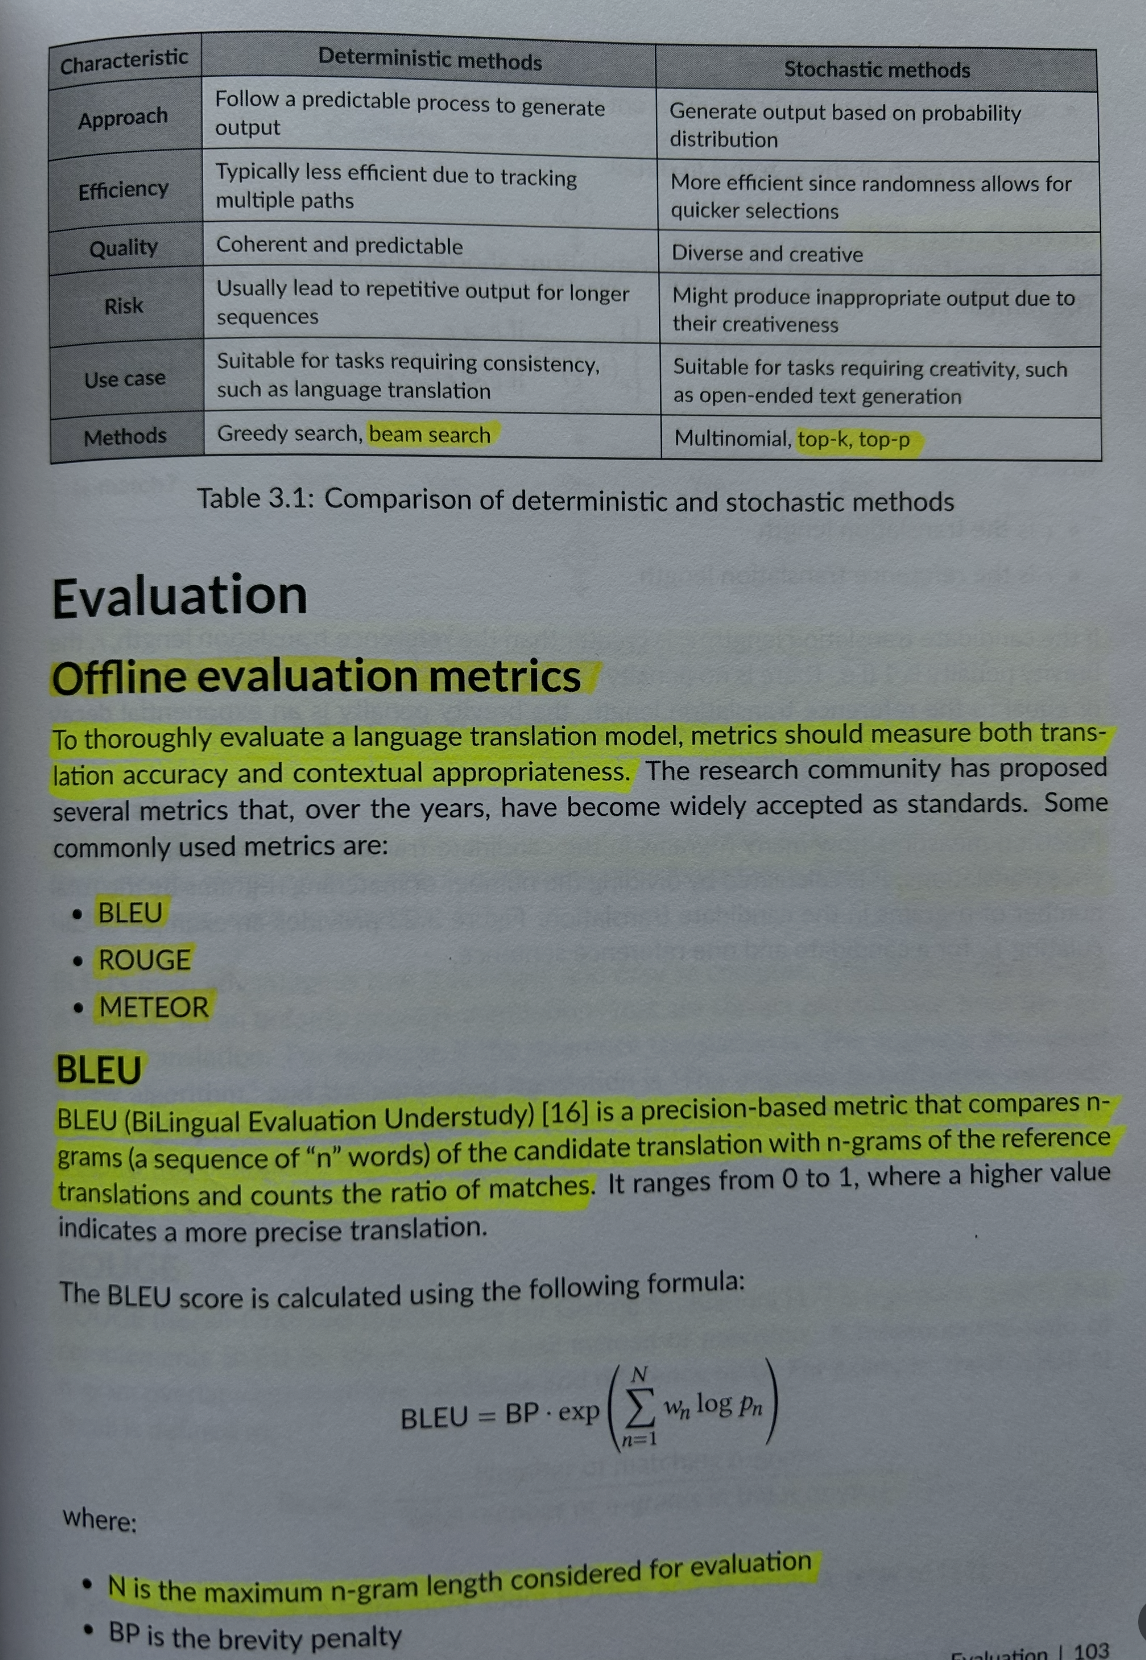 Characteristic | Deterministic methods | Stochastic methods
Approach | Follow a predictable process to generate output | Generate output based on probability distribution
Efficiency | Typically less efficient due to tracking multiple paths | More efficient since randomness allows for quicker selections
Quality | Coherent and predictable | Diverse and creative
Risk | Usually lead to repetitive output for longer sequences | Might produce inappropriate output due to their creativeness
Use case | Suitable for tasks requiring consistency, such as language translation | Suitable for tasks requiring creativity, such as open-ended text generation
Methods | Greedy search, beam search | Multinomial, top-k, top-p
Table 3.1: Comparison of deterministic and stochastic methods
Evaluation
Offline evaluation metrics
To thoroughly evaluate a language translation model, metrics should measure both trans-
lation accuracy and contextual appropriateness. The research community has proposed
several metrics that, over the years, have become widely accepted as standards. Some
commonly used metrics are:
• BLEU
• ROUGE
• METEOR
BLEU
BLEU (BiLingual Evaluation Understudy) [16] is a precision-based metric that compares n-
grams (a sequence of “n” words) of the candidate translation with n-grams of the reference
translations and counts the ratio of matches. It ranges from 0 to 1, where a higher value
indicates a more precise translation.
The BLEU score is calculated using the following formula:
BLEU = BP · exp ( ∑_{n=1}^{N} w_n log p_n )
where:
• N is the maximum n-gram length considered for evaluation
• BP is the brevity penalty
Evaluation | 103